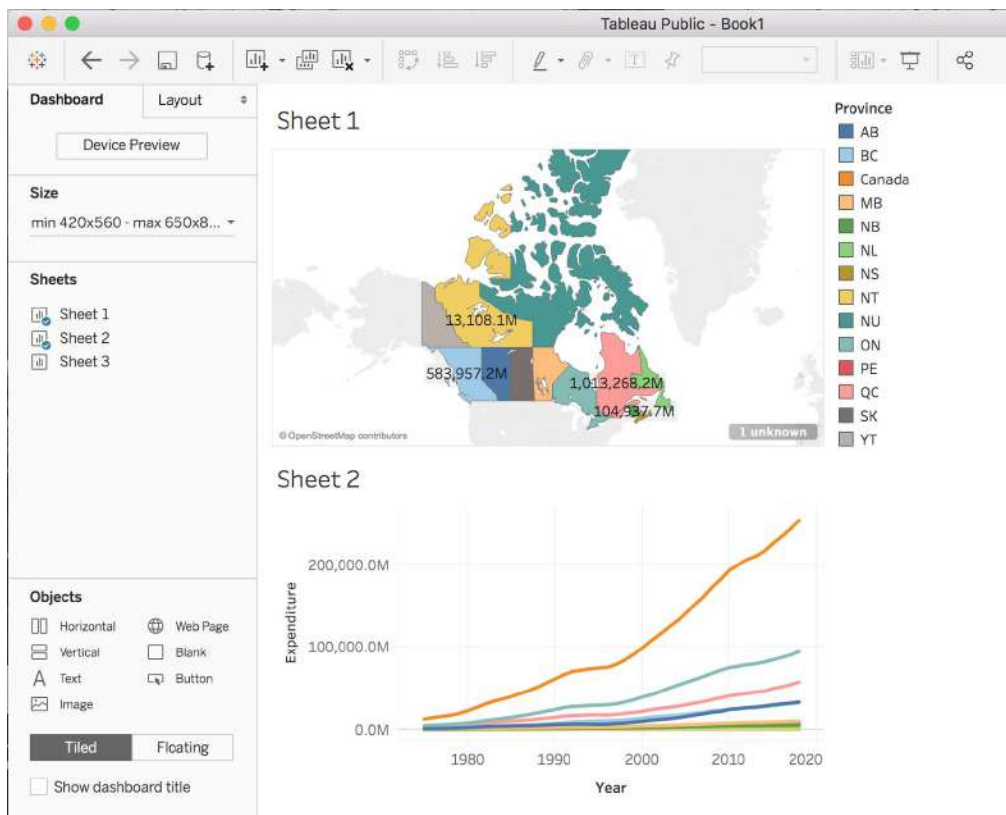 Tableau Public - Book1
Dashboard
Layout
Device Preview
Size
min 420x560 - max 650x8...
Sheets
Sheet 1
Sheet 2
Sheet 3
Objects
Horizontal
Web Page
Vertical
Blank
A Text
Button
Image
Tiled
Floating
Show dashboard title
Sheet 1
13,108.1M
583,957.2M
1,013,268.2M
104,937.7M
© OpenStreetMap contributors
1 unknown
Province
AB
BC
Canada
MB
NB
NL
NS
NT
NU
ON
PE
QC
SK
YT
Sheet 2
Expenditure
200,000.0M
100,000.0M
0.0M
1980
1990
2000
2010
2020
Year